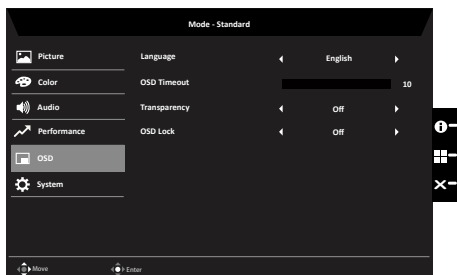 Mode - Standard
Picture
Color
Audio
Performance
OSD
System
Language English
OSD Timeout 10
Transparency Off
OSD Lock Off
Move Enter